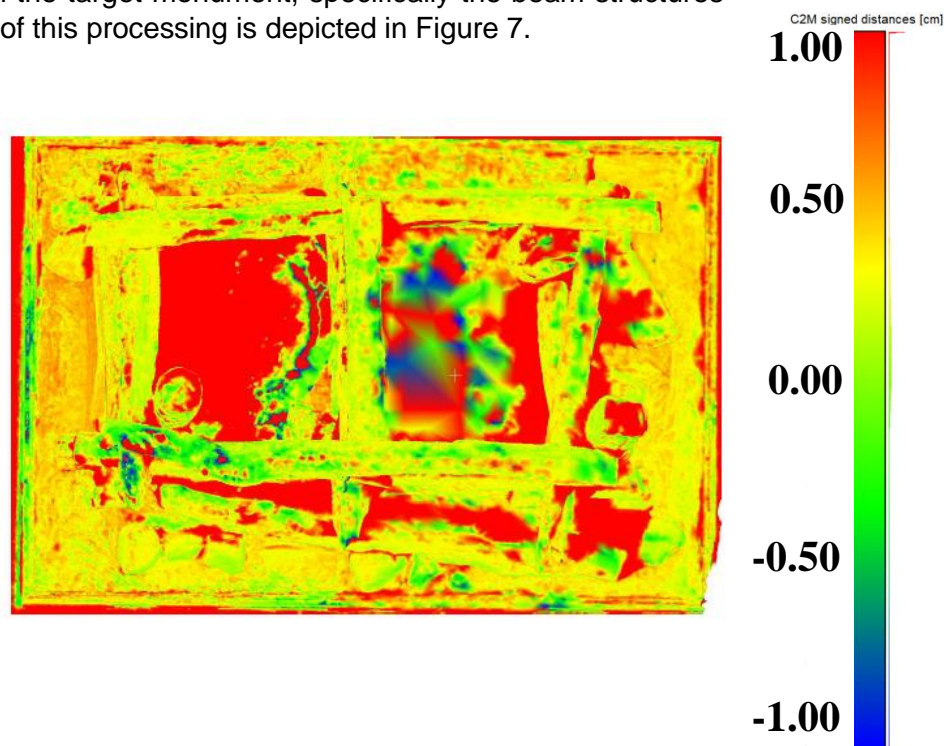 the target monument, specifically the beam structures
of this processing is depicted in Figure 7.
C2M signed distances [cm]
1.00
0.50
0.00
-0.50
-1.00